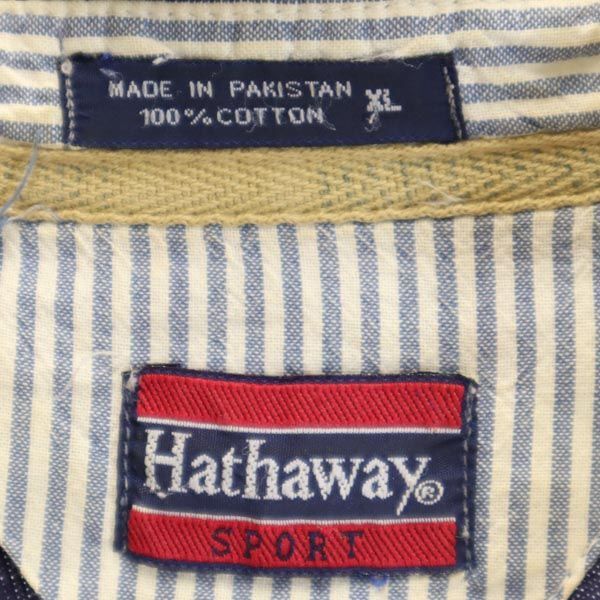 MADE IN PAKISTAN
100% COTTON XL
Hathaway®
SPORT